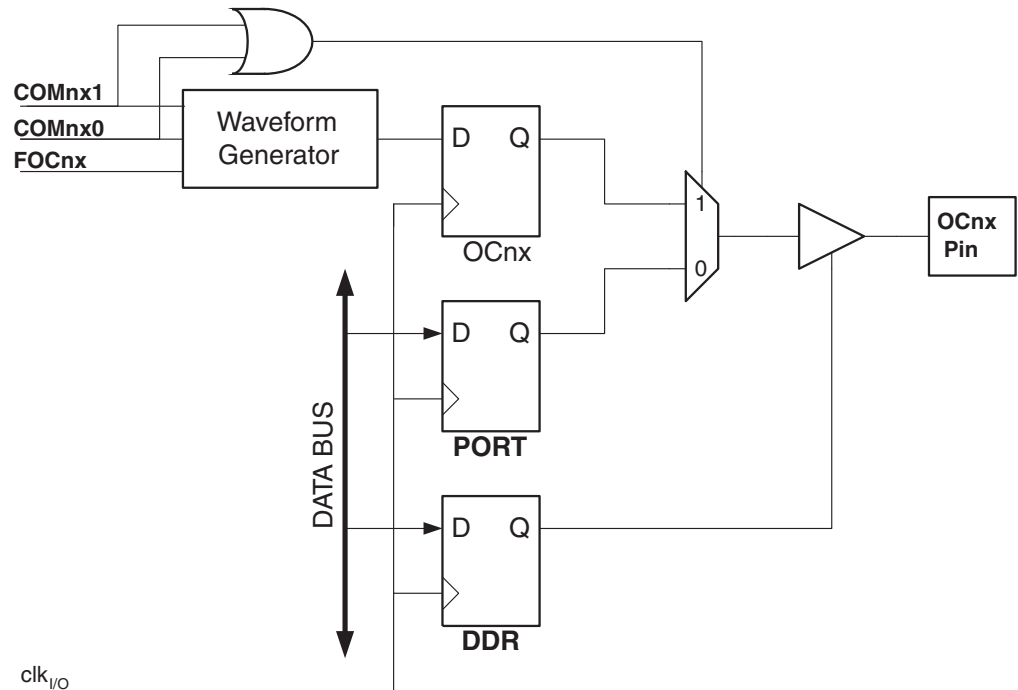 COMnx1
COMnx0
FOCnx
Waveform
Generator
D Q
OCnx
1
0
OCnx
Pin
D Q
PORT
DATA BUS
D Q
DDR
clkI/O